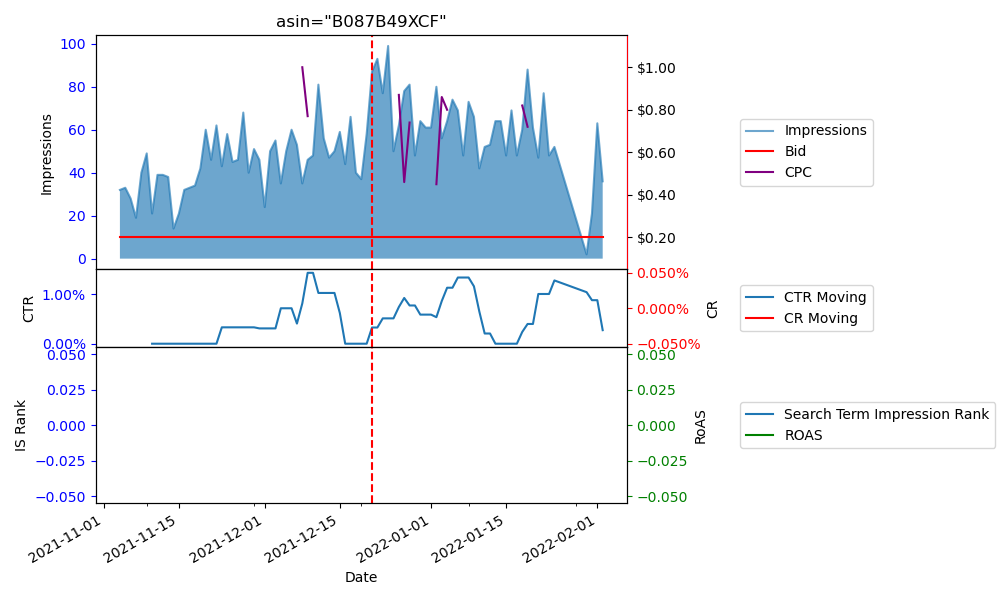 asin="B087B49XCF"
100
80
60
40
20
0
Impressions
$1.00
$0.80
$0.60
$0.40
$0.20
Impressions
Bid
CPC
1.00%
0.00%
CTR
0.050%
0.000%
−0.050%
CR
CTR Moving
CR Moving
0.050
0.025
0.000
−0.025
−0.050
IS Rank
0.050
0.025
0.000
−0.025
−0.050
RoAS
Search Term Impression Rank
ROAS
2021-11-01
2021-11-15
2021-12-01
2021-12-15
2022-01-01
2022-01-15
2022-02-01
Date